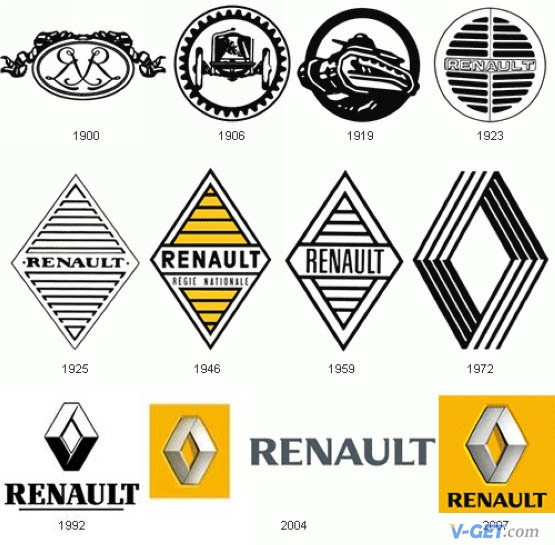 1900
1906
1919
RENAULT
1923
·RENAULT·
1925
RENAULT
RÉGIE NATIONALE
1946
RENAULT
1959
1972
RENAULT
1992
RENAULT
2004
RENAULT
2007
V-GET.com